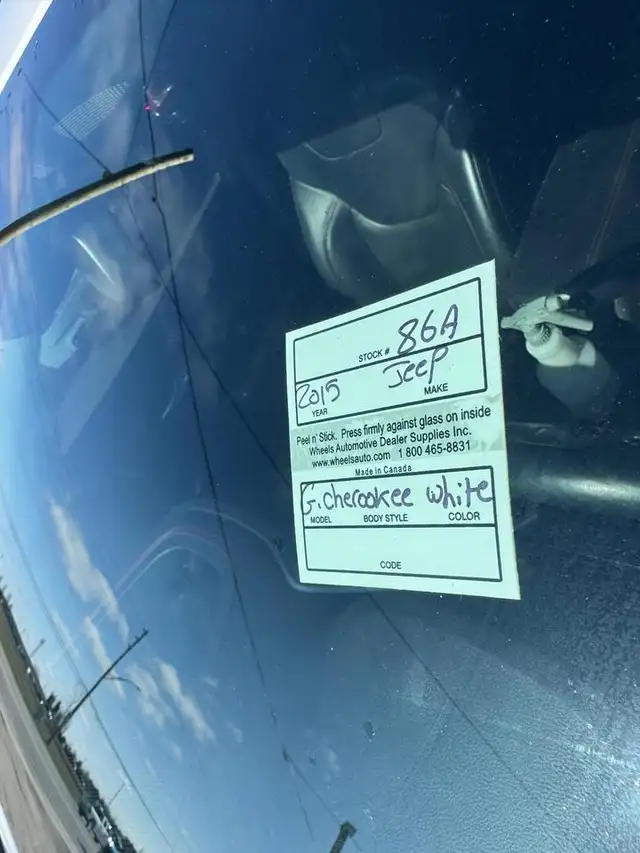 STOCK # 86A
2015 Jeep
YEAR MAKE
Peel n' Stick. Press firmly against glass on inside
Wheels Automotive Dealer Supplies Inc.
www.wheelsauto.com 1 800 465-8831
Made in Canada
G. cherookee white
MODEL BODY STYLE COLOR
CODE